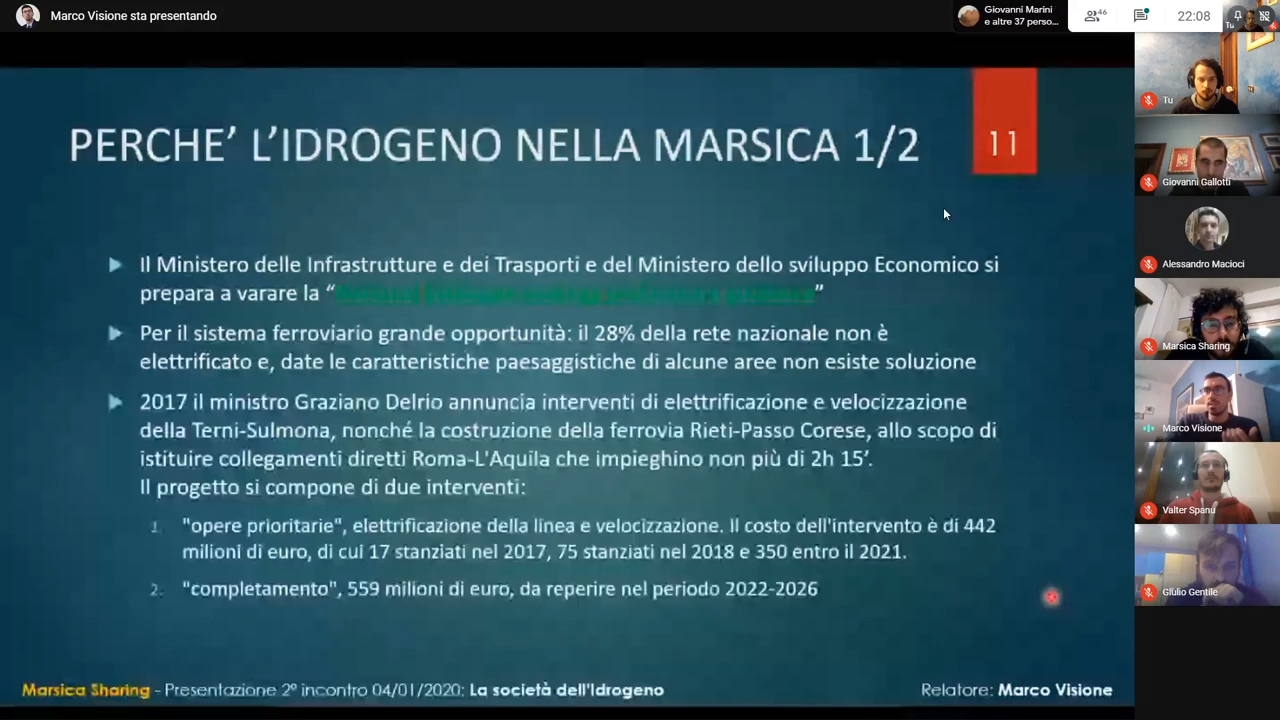 Marco Visione sta presentando
Giovanni Marini
e altre 37 perso...
46
22:08
Tu
PERCHE' L'IDROGENO NELLA MARSICA 1/2
11
Il Ministero delle Infrastrutture e dei Trasporti e del Ministero dello sviluppo Economico si
prepara a varare la "
"
Per il sistema ferroviario grande opportunità: il 28% della rete nazionale non è
elettrificato e, date le caratteristiche paesaggistiche di alcune aree non esiste soluzione
2017 il ministro Graziano Delrio annuncia interventi di elettrificazione e velocizzazione
della Terni-Sulmona, nonché la costruzione della ferrovia Rieti-Passo Corese, allo scopo di
istituire collegamenti diretti Roma-L'Aquila che impieghino non più di 2h 15'.
Il progetto si compone di due interventi:
1. "opere prioritarie", elettrificazione della linea e velocizzazione. Il costo dell'intervento è di 442
milioni di euro, di cui 17 stanziati nel 2017, 75 stanziati nel 2018 e 350 entro il 2021.
2. "completamento", 559 milioni di euro, da reperire nel periodo 2022-2026
Marsica Sharing - Presentazione 2° incontro 04/01/2020: La società dell'Idrogeno
Relatore: Marco Visione
Tu
Giovanni Gallotti
Alessandro Macioci
Marsica Sharing
Marco Visione
Valter Spanu
Giulio Gentile